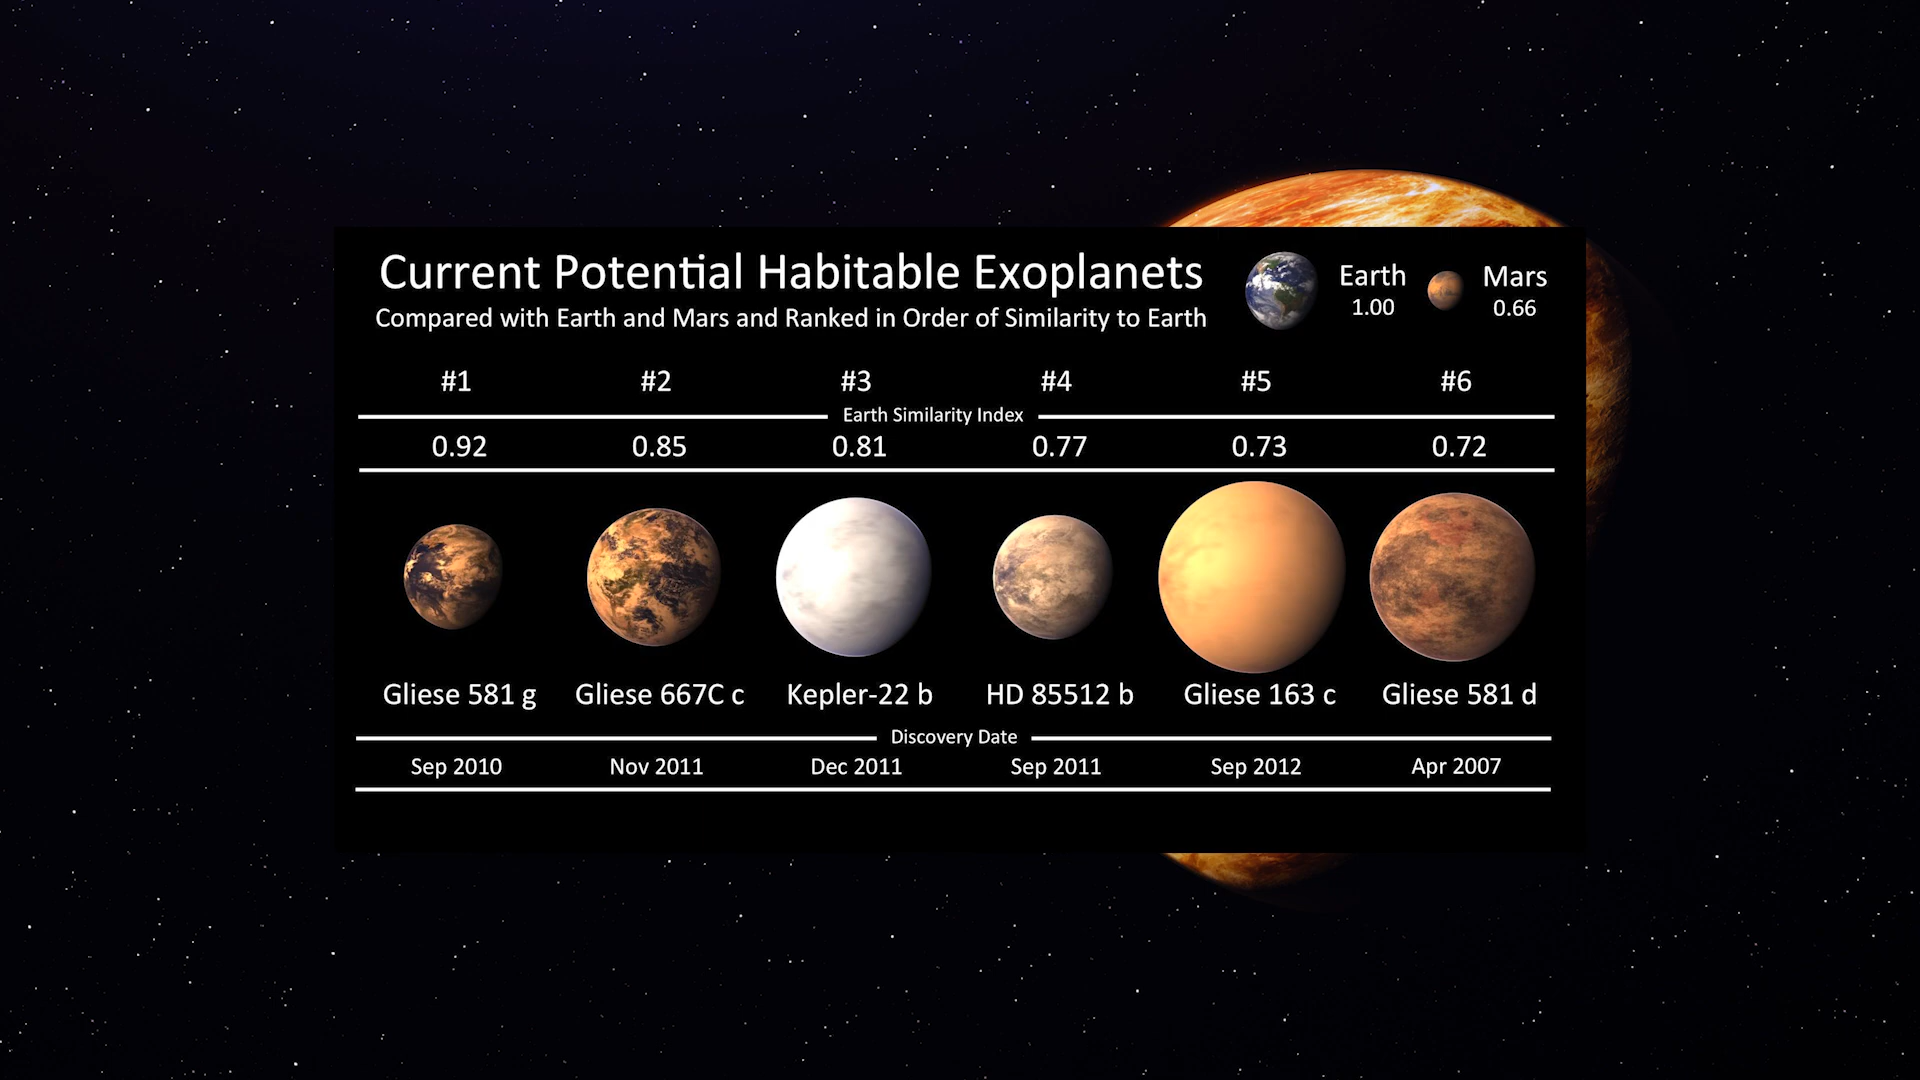 Current Potential Habitable Exoplanets
Compared with Earth and Mars and Ranked in Order of Similarity to Earth
Earth
1.00
Mars
0.66
#1 #2 #3 #4 #5 #6
Earth Similarity Index
0.92 0.85 0.81 0.77 0.73 0.72
Gliese 581 g Gliese 667C c Kepler-22 b HD 85512 b Gliese 163 c Gliese 581 d
Discovery Date
Sep 2010 Nov 2011 Dec 2011 Sep 2011 Sep 2012 Apr 2007